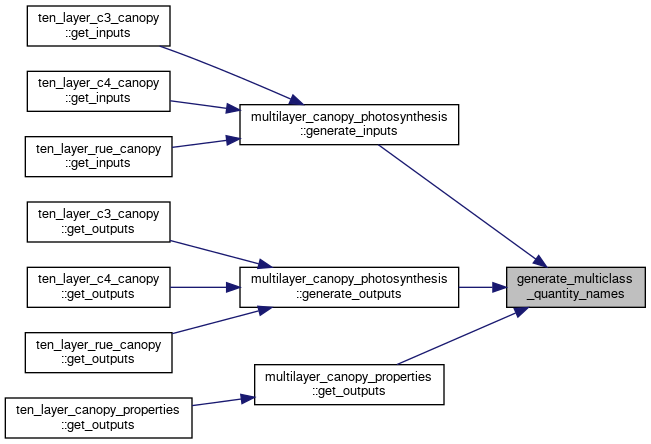 ten_layer_c3_canopy
::get_inputs
ten_layer_c4_canopy
::get_inputs
ten_layer_rue_canopy
::get_inputs
multilayer_canopy_photosynthesis
::generate_inputs
ten_layer_c3_canopy
::get_outputs
ten_layer_c4_canopy
::get_outputs
ten_layer_rue_canopy
::get_outputs
multilayer_canopy_photosynthesis
::generate_outputs
generate_multiclass
_quantity_names
multilayer_canopy_properties
::get_outputs
ten_layer_canopy_properties
::get_outputs